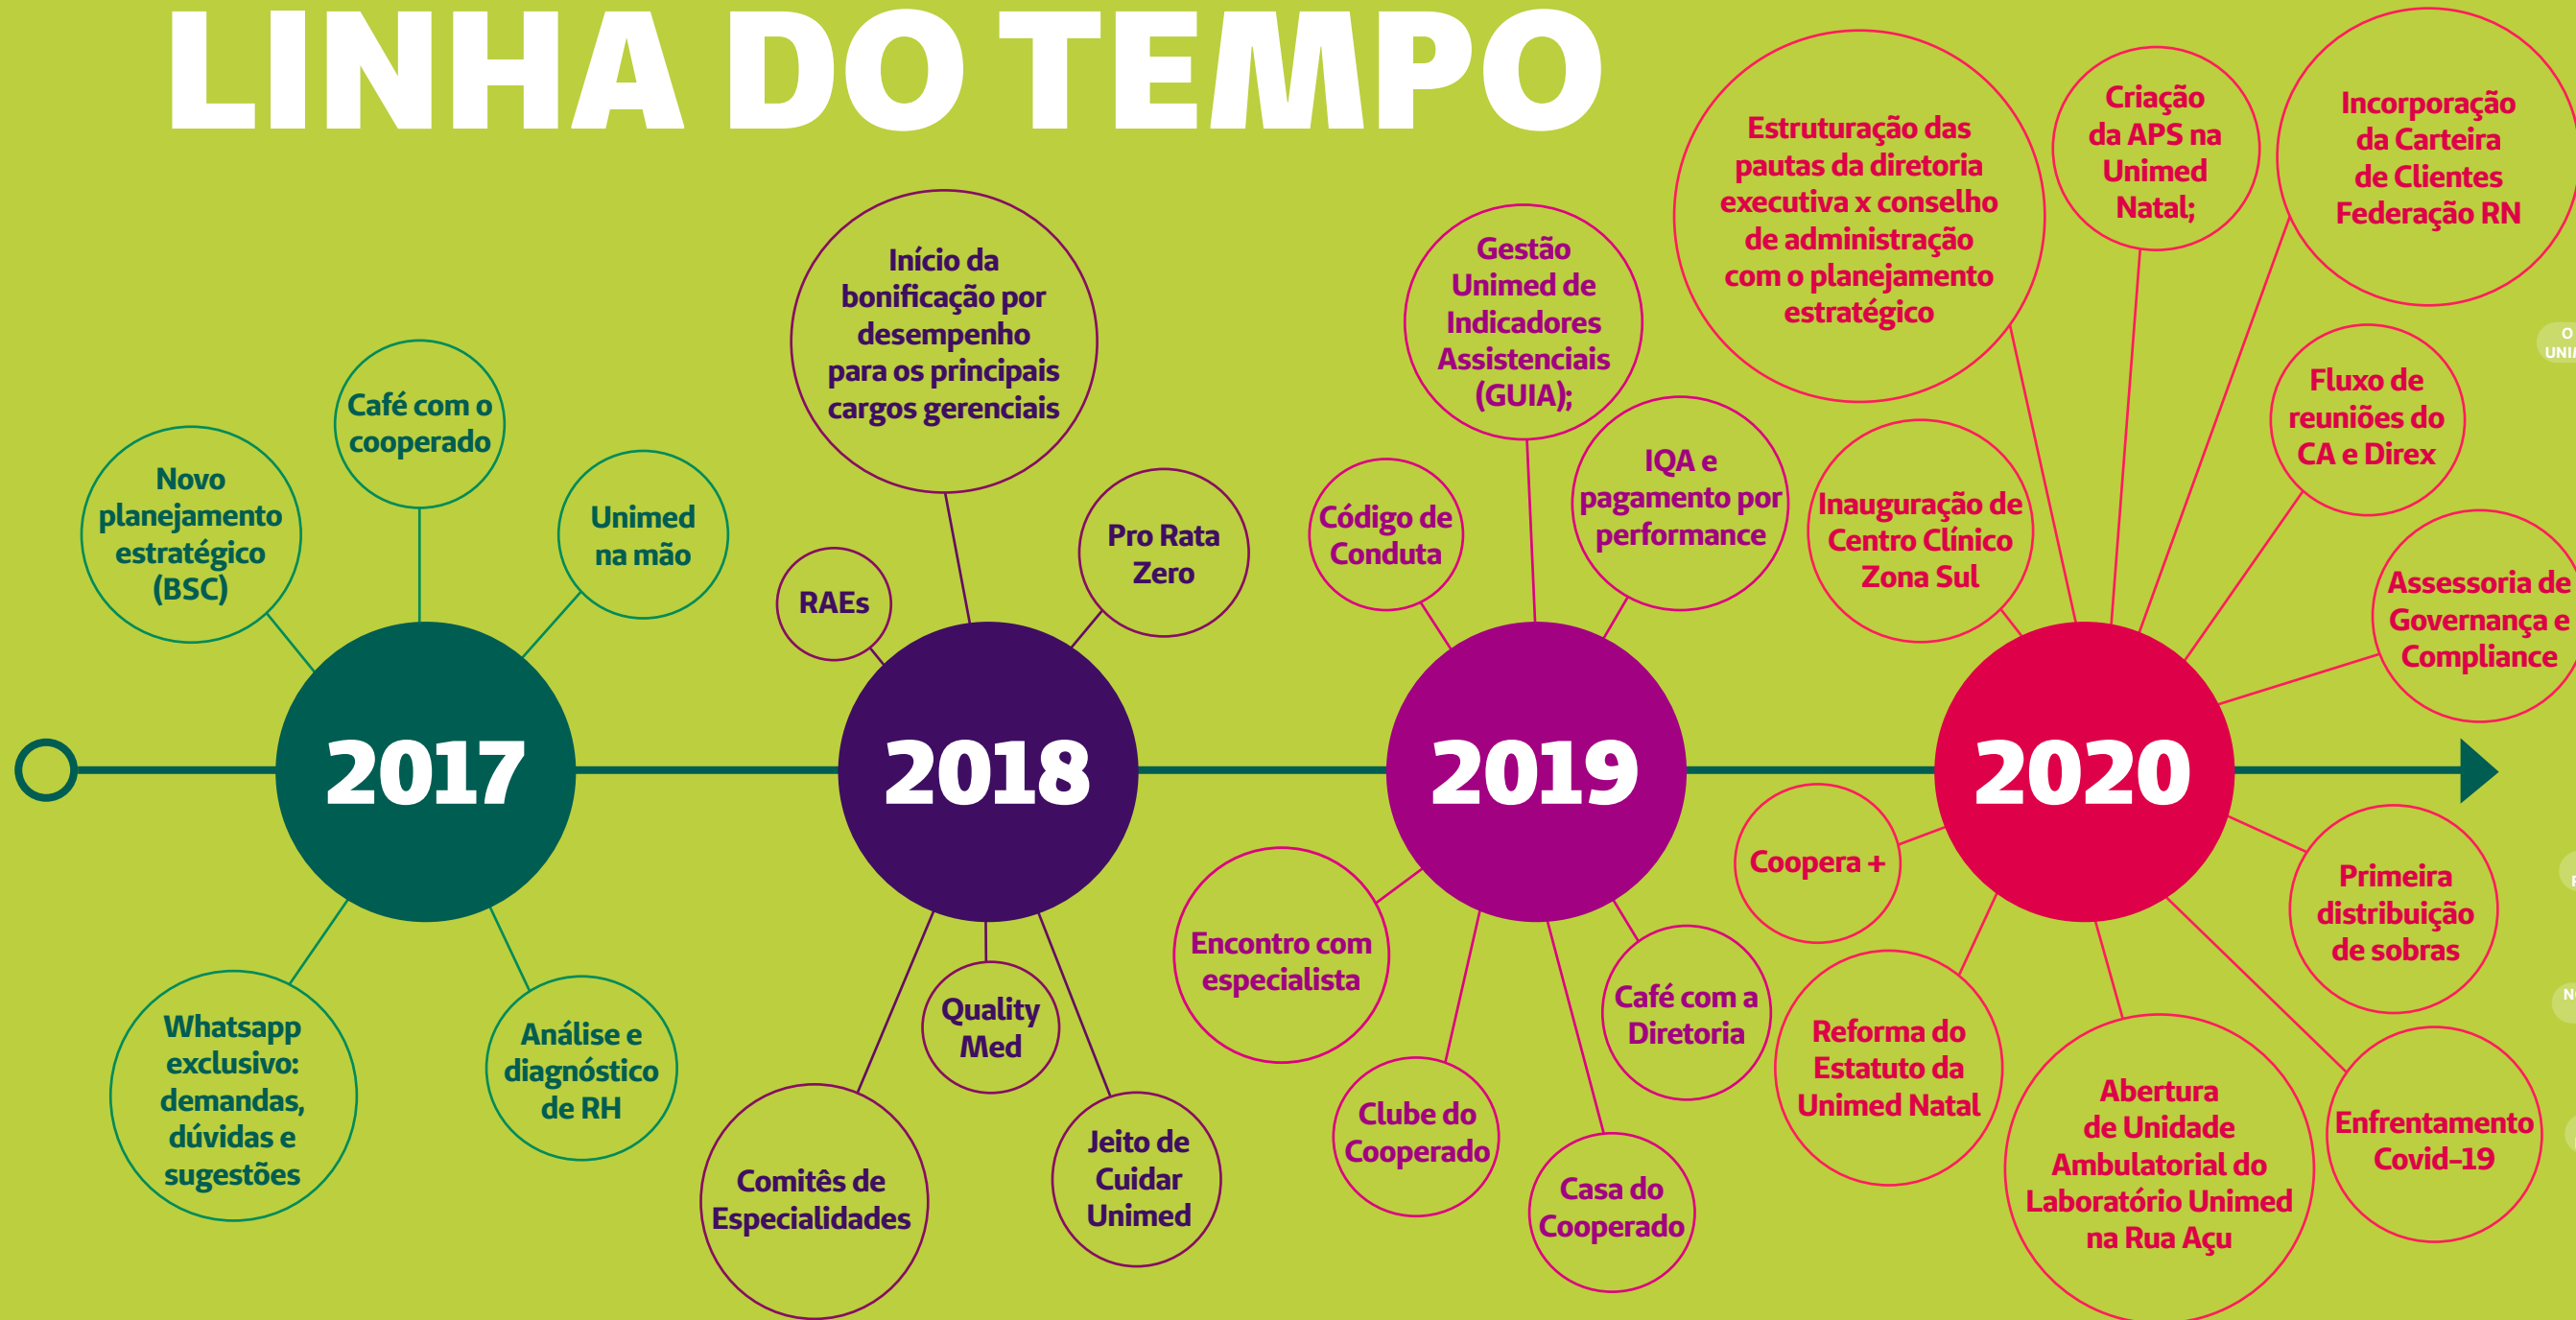 LINHA DO TEMPO
Novo
planejamento
estratégico
(BSC)
Café com o
cooperado
Unimed
na mão
2017
Whatsapp
exclusivo:
demandas,
dúvidas e
sugestões
Análise e
diagnóstico
de RH
RAEs
Início da
bonificação por
desempenho
para os principais
cargos gerenciais
Pro Rata
Zero
2018
Comitês de
Especialidades
Quality
Med
Jeito de
Cuidar
Unimed
Código de
Conduta
Gestão
Unimed de
Indicadores
Assistenciais
(GUIA);
IQA e
pagamento por
performance
2019
Encontro com
especialista
Clube do
Cooperado
Casa do
Cooperado
Café com a
Diretoria
Inauguração de
Centro Clínico
Zona Sul
Estruturação das
pautas da diretoria
executiva x conselho
de administração
com o planejamento
estratégico
Criação
da APS na
Unimed
Natal;
Incorporação
da Carteira
de Clientes
Federação RN
Fluxo de
reuniões do
CA e Direx
Assessoria de
Governança e
Compliance
2020
Coopera +
Reforma do
Estatuto da
Unimed Natal
Abertura
de Unidade
Ambulatorial do
Laboratório Unimed
na Rua Açu
Enfrentamento
Covid-19
Primeira
distribuição
de sobras
O